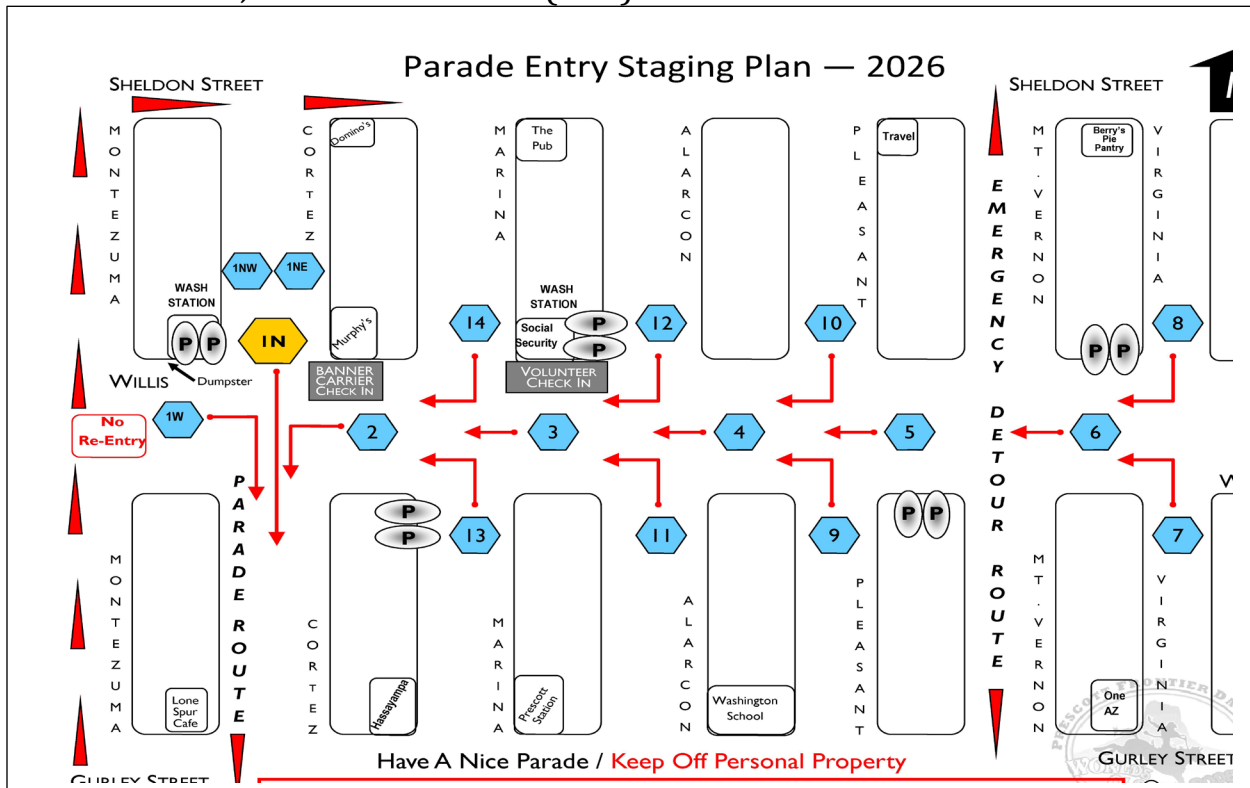 Parade Entry Staging Plan — 2026
SHELDON STREET
SHELDON STREET
MONTEZUMA
CORTEZ
MARINA
ALARCON
PLEASANT
MT. VERNON
VIRGINIA
Domino's
The
Pub
Travel
Berry's
Pie
Pantry
EMERGENCY
DETOUR
ROUTE
1NW
1NE
WASH
STATION
WASH
STATION
P
P
1N
Murphy's
14
Social
Security
P
P
12
10
8
P
P
WILLIS
Dumpster
BANNER
CARRIER
CHECK IN
VOLUNTEER
CHECK IN
No
Re-Entry
1W
2
3
4
5
6
PARADE ROUTE
P
P
13
11
9
P
P
7
MONTEZUMA
CORTEZ
MARINA
ALARCON
PLEASANT
MT. VERNON
VIRGINIA
Lone
Spur
Cafe
Hassayampa
Prescott
Station
Washington
School
One
AZ
PRESCOTT FRONTIER DA
Have A Nice Parade / Keep Off Personal Property
GURLEY STREET
GURLEY STREET